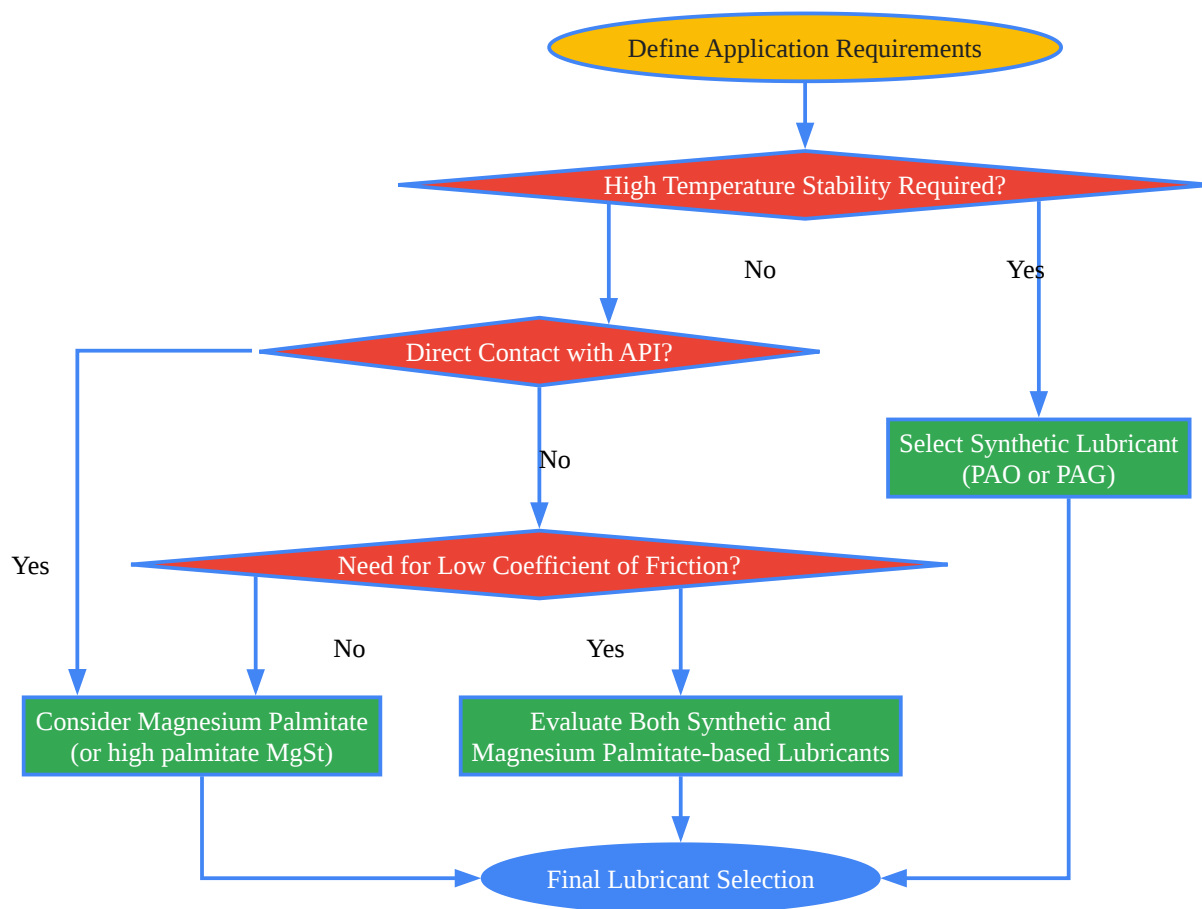 Define Application Requirements
High Temperature Stability Required?
No
Yes
Direct Contact with API?
Select Synthetic Lubricant
(PAO or PAG)
No
Yes
Need for Low Coefficient of Friction?
No
Yes
Consider Magnesium Palmitate
(or high palmitate MgSt)
Evaluate Both Synthetic and
Magnesium Palmitate-based Lubricants
Final Lubricant Selection